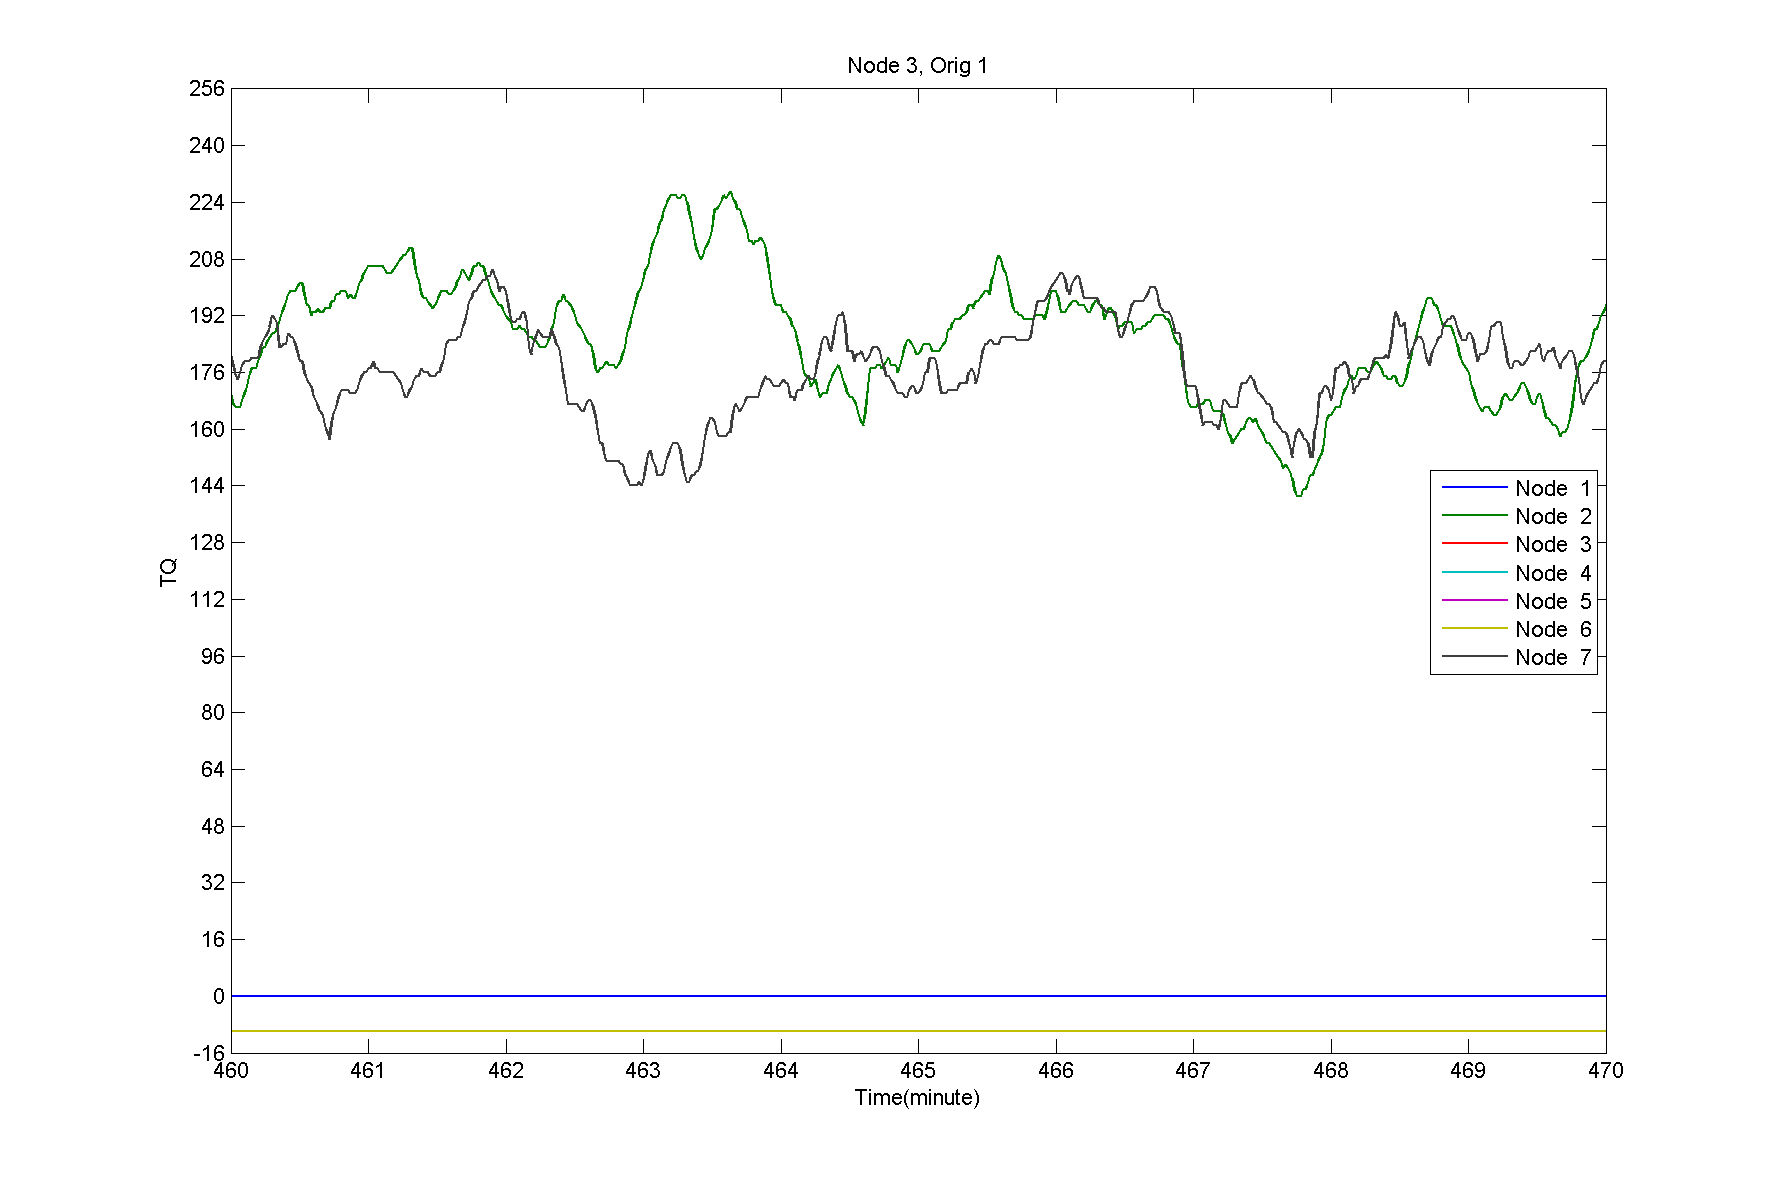 Node 3, Orig 1
256
240
224
208
192
176
160
144
128
112
96
80
64
48
32
16
0
-16
TQ
Node 1
Node 2
Node 3
Node 4
Node 5
Node 6
Node 7
460 461 462 463 464 465 466 467 468 469 470
Time(minute)